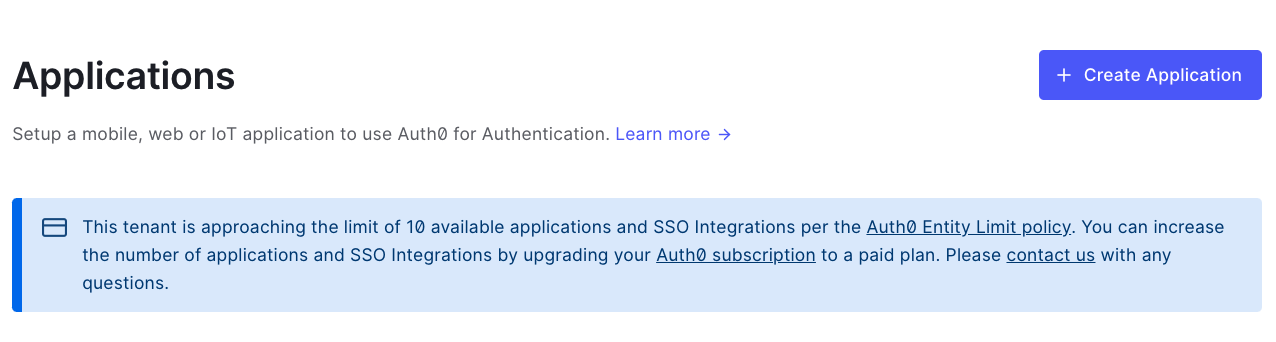 Applications
+ Create Application
Setup a mobile, web or IoT application to use Auth0 for Authentication. Learn more →
This tenant is approaching the limit of 10 available applications and SSO Integrations per the Auth0 Entity Limit policy. You can increase
the number of applications and SSO Integrations by upgrading your Auth0 subscription to a paid plan. Please contact us with any
questions.